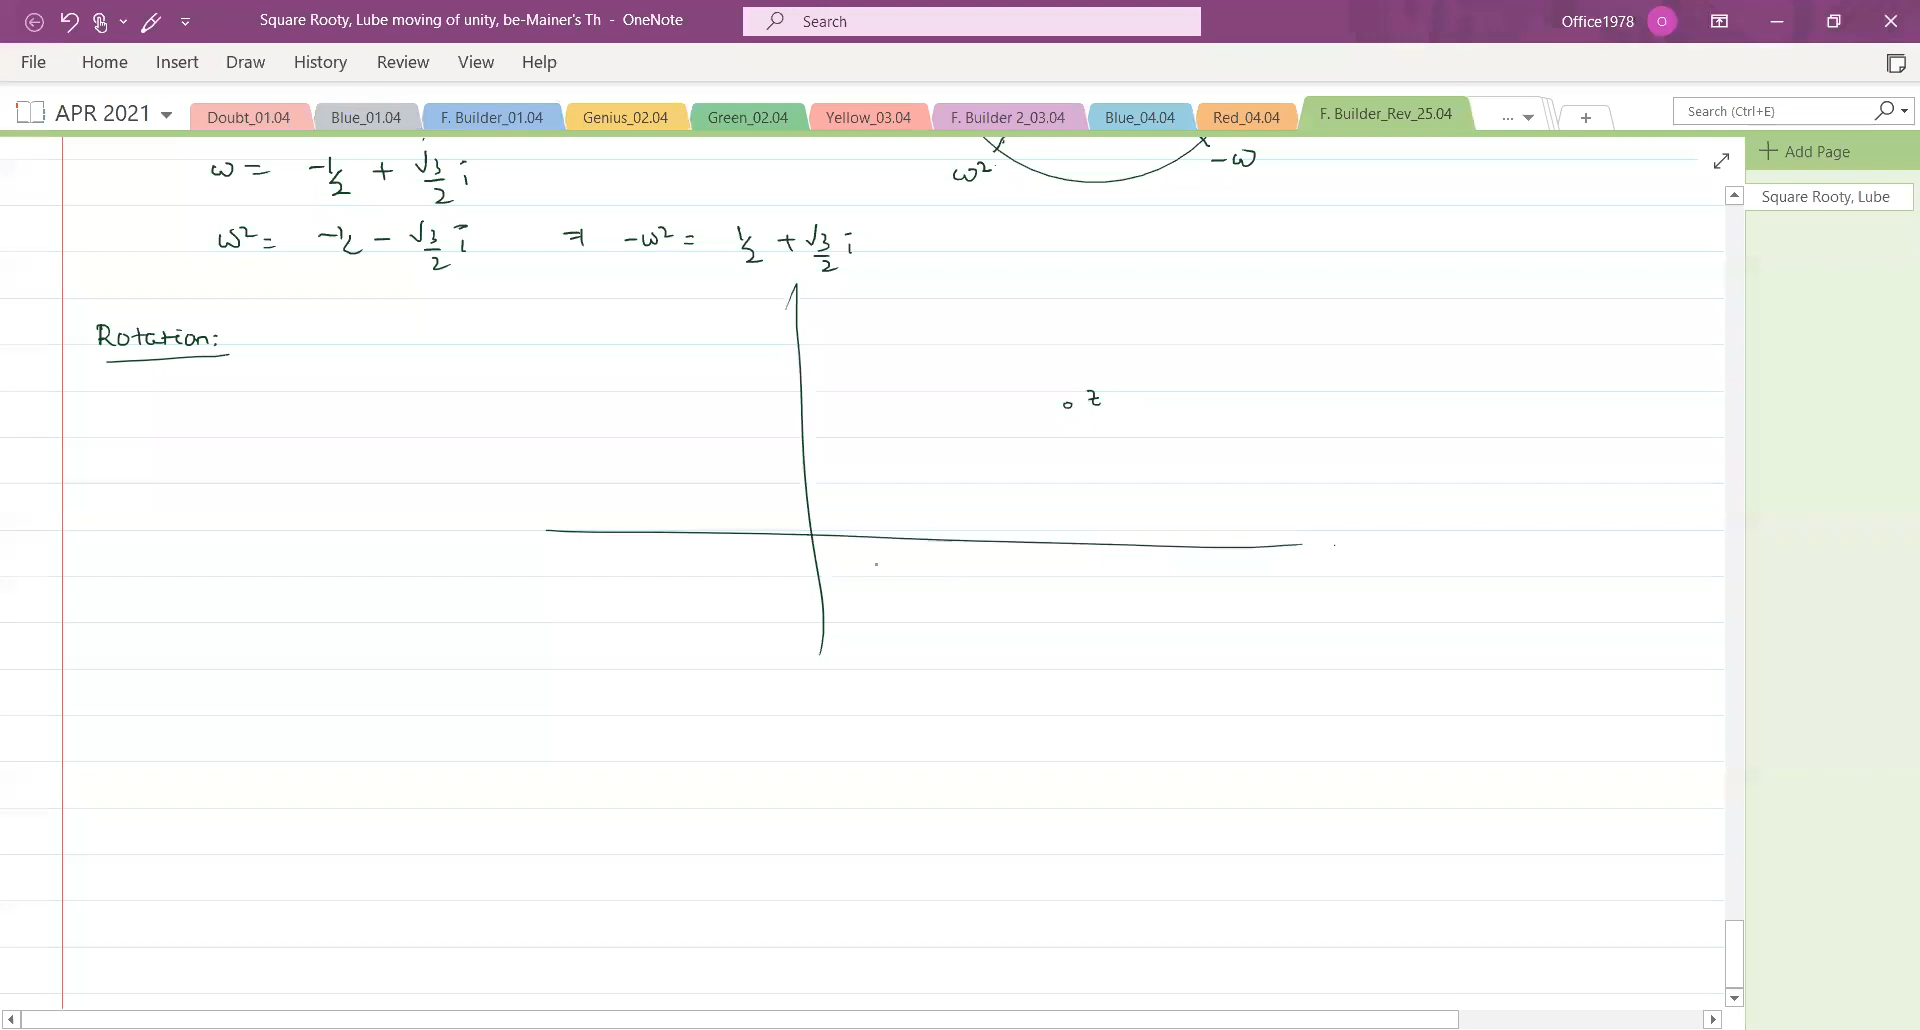 Square Rooty, Lube moving of unity, be-Mainer's Th - OneNote
Search
Office1978
O
File Home Insert Draw History Review View Help
APR 2021
Doubt_01.04 Blue_01.04 F. Builder_01.04 Genius_02.04 Green_02.04 Yellow_03.04 F. Builder 2_03.04 Blue_04.04 Red_04.04 F. Builder_Rev_25.04 ... +
Search (Ctrl+E)
Add Page
Square Rooty, Lube
ω = -1/2 + √3/2 i
ω² -ω
ω² = -1/2 - √3/2 i ⇒ -ω² = 1/2 + √3/2 i
Rotation:
z